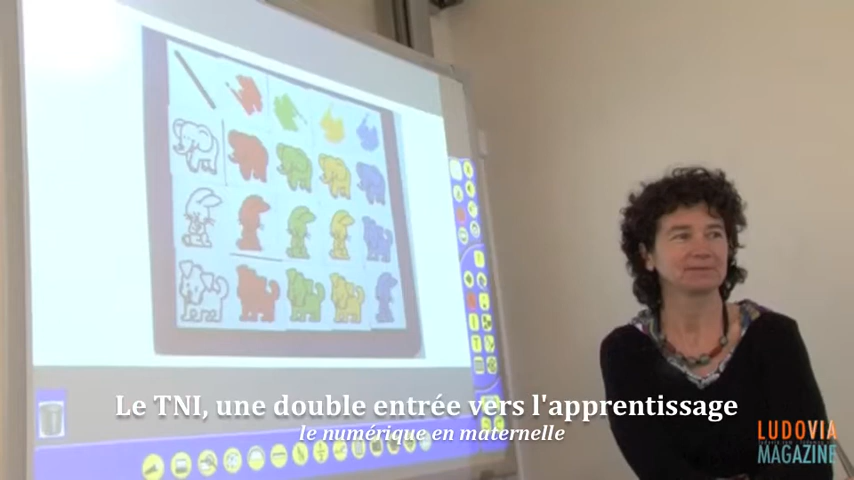 Le TNI, une double entrée vers l'apprentissage
le numérique en maternelle
LUDOVIA
MAGAZINE